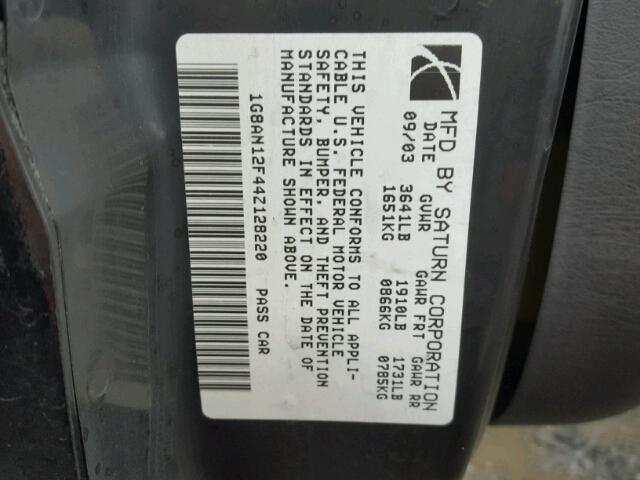 MFD BY SATURN CORPORATION
DATE GVWR GAWR FRT GAWR RR
09/03 3641LB 1910LB 1731LB
1651KG 0866KG 0785KG
THIS VEHICLE CONFORMS TO ALL APPLI-
CABLE U.S. FEDERAL MOTOR VEHICLE
SAFETY, BUMPER, AND THEFT PREVENTION
STANDARDS IN EFFECT ON THE DATE OF
MANUFACTURE SHOWN ABOVE.
1G8AN12F44Z128220 PASS CAR